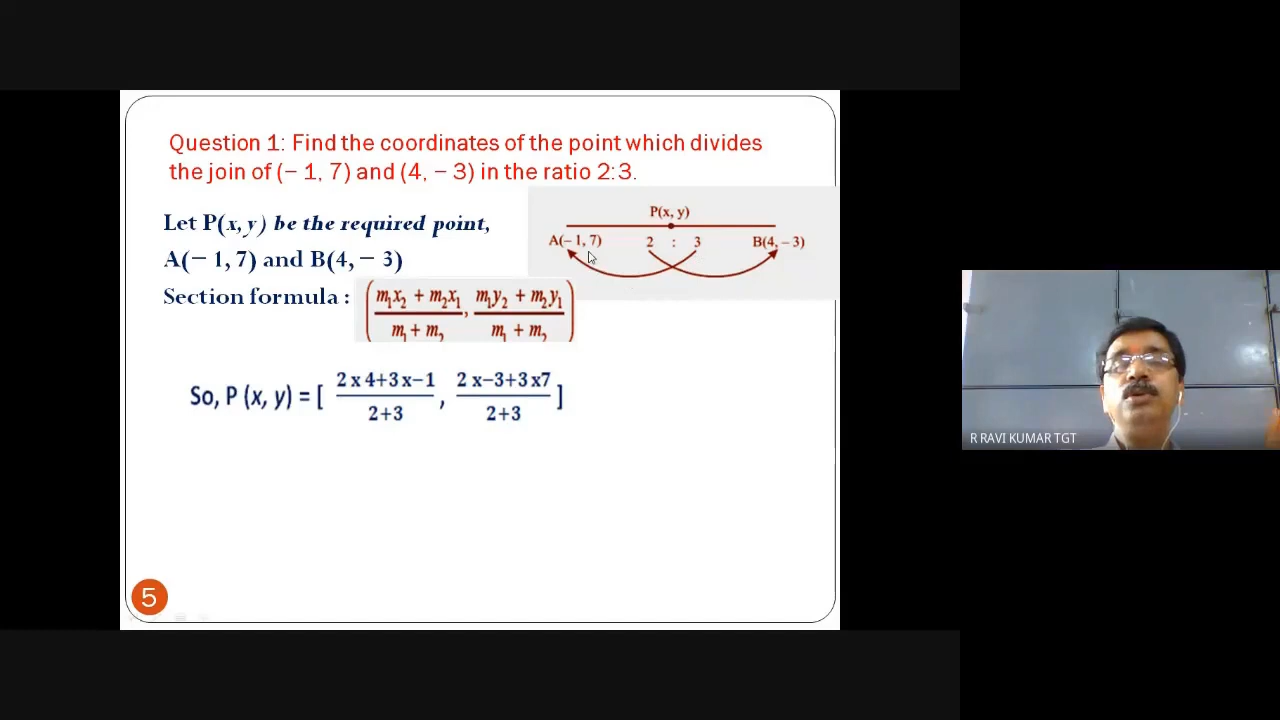 Question 1: Find the coordinates of the point which divides
the join of (− 1, 7) and (4, − 3) in the ratio 2:3.
Let P(x, y) be the required point,
A(− 1, 7) and B(4, − 3)
P(x, y)
A(− 1, 7) 2 : 3 B(4, − 3)
Section formula : ( m₁x₂ + m₂x₁ / m₁ + m₂ , m₁y₂ + m₂y₁ / m₁ + m₂ )
So, P (x, y) = [ 2 x 4+3 x−1 / 2+3 , 2 x−3+3 x7 / 2+3 ]
5
R RAVI KUMAR TGT